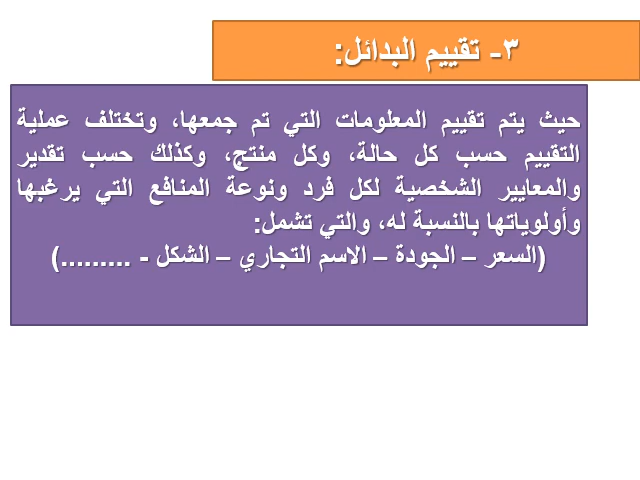 ٣- تقييم البدائل:
حيث يتم تقييم المعلومات التي تم جمعها، وتختلف عملية
التقييم حسب كل حالة، وكل منتج، وكذلك حسب تقدير
والمعايير الشخصية لكل فرد ونوعة المنافع التي يرغبها
وأولوياتها بالنسبة له، والتي تشمل:
(السعر – الجودة – الاسم التجاري – الشكل - .........)